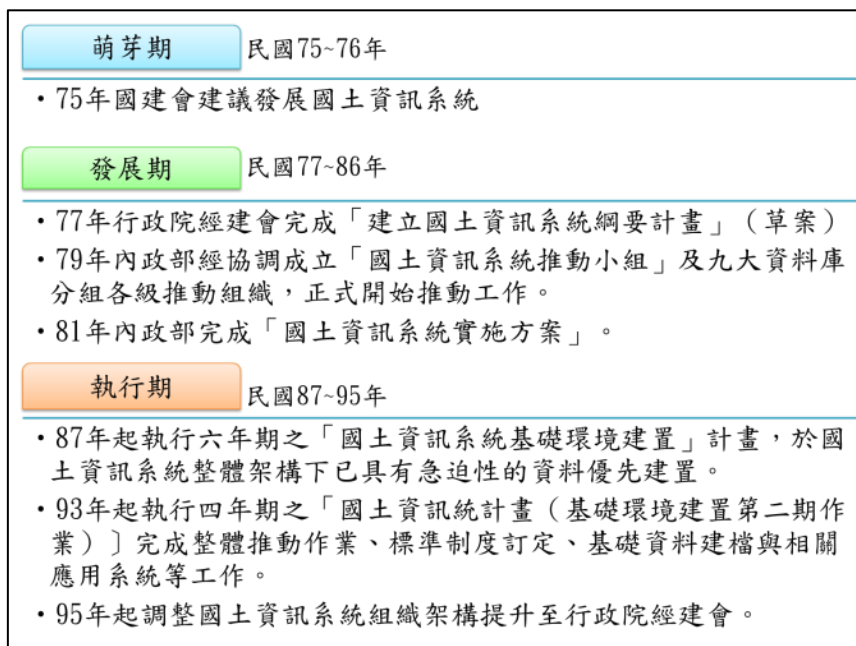 萌芽期 民國75~76年
・75年國建會建議發展國土資訊系統
發展期 民國77~86年
・77年行政院經建會完成「建立國土資訊系統綱要計畫」（草案）
・79年內政部經協調成立「國土資訊系統推動小組」及九大資料庫
分組各級推動組織，正式開始推動工作。
・81年內政部完成「國土資訊系統實施方案」。
執行期 民國87~95年
・87年起執行六年期之「國土資訊系統基礎環境建置」計畫，於國
土資訊系統整體架構下已具有急迫性的資料優先建置。
・93年起執行四年期之「國土資訊統計畫（基礎環境建置第二期作
業）〕完成整體推動作業、標準制度訂定、基礎資料建檔與相關
應用系統等工作。
・95年起調整國土資訊系統組織架構提升至行政院經建會。